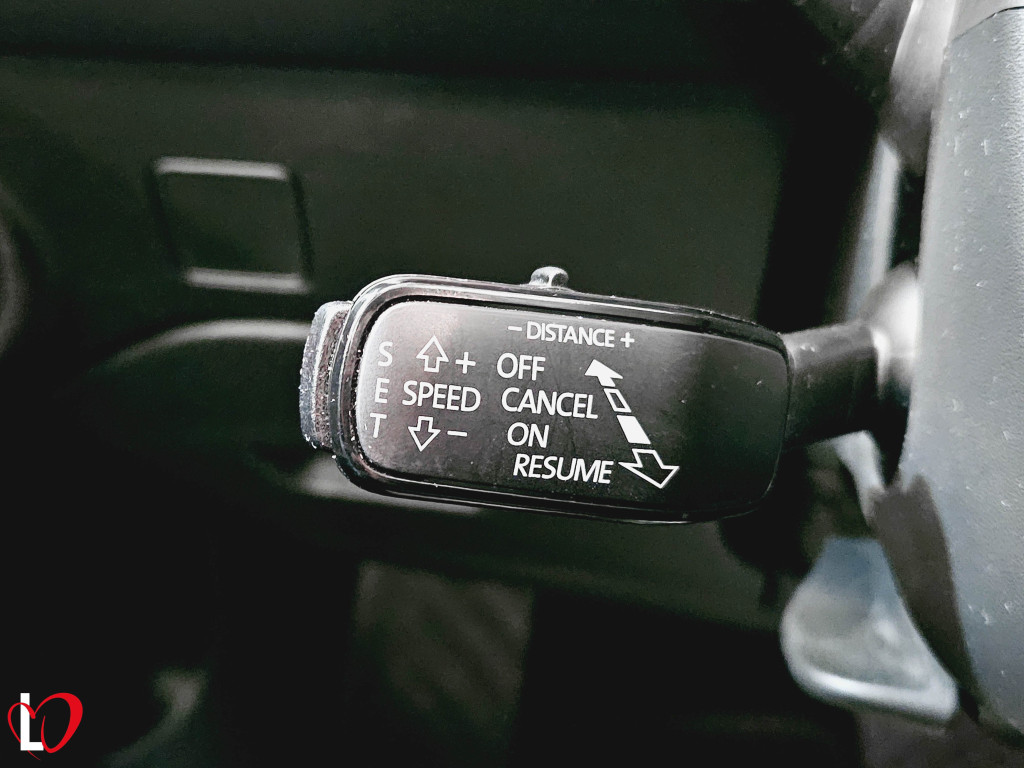 − DISTANCE +
S + OFF
E SPEED CANCEL
T − ON
RESUME
L